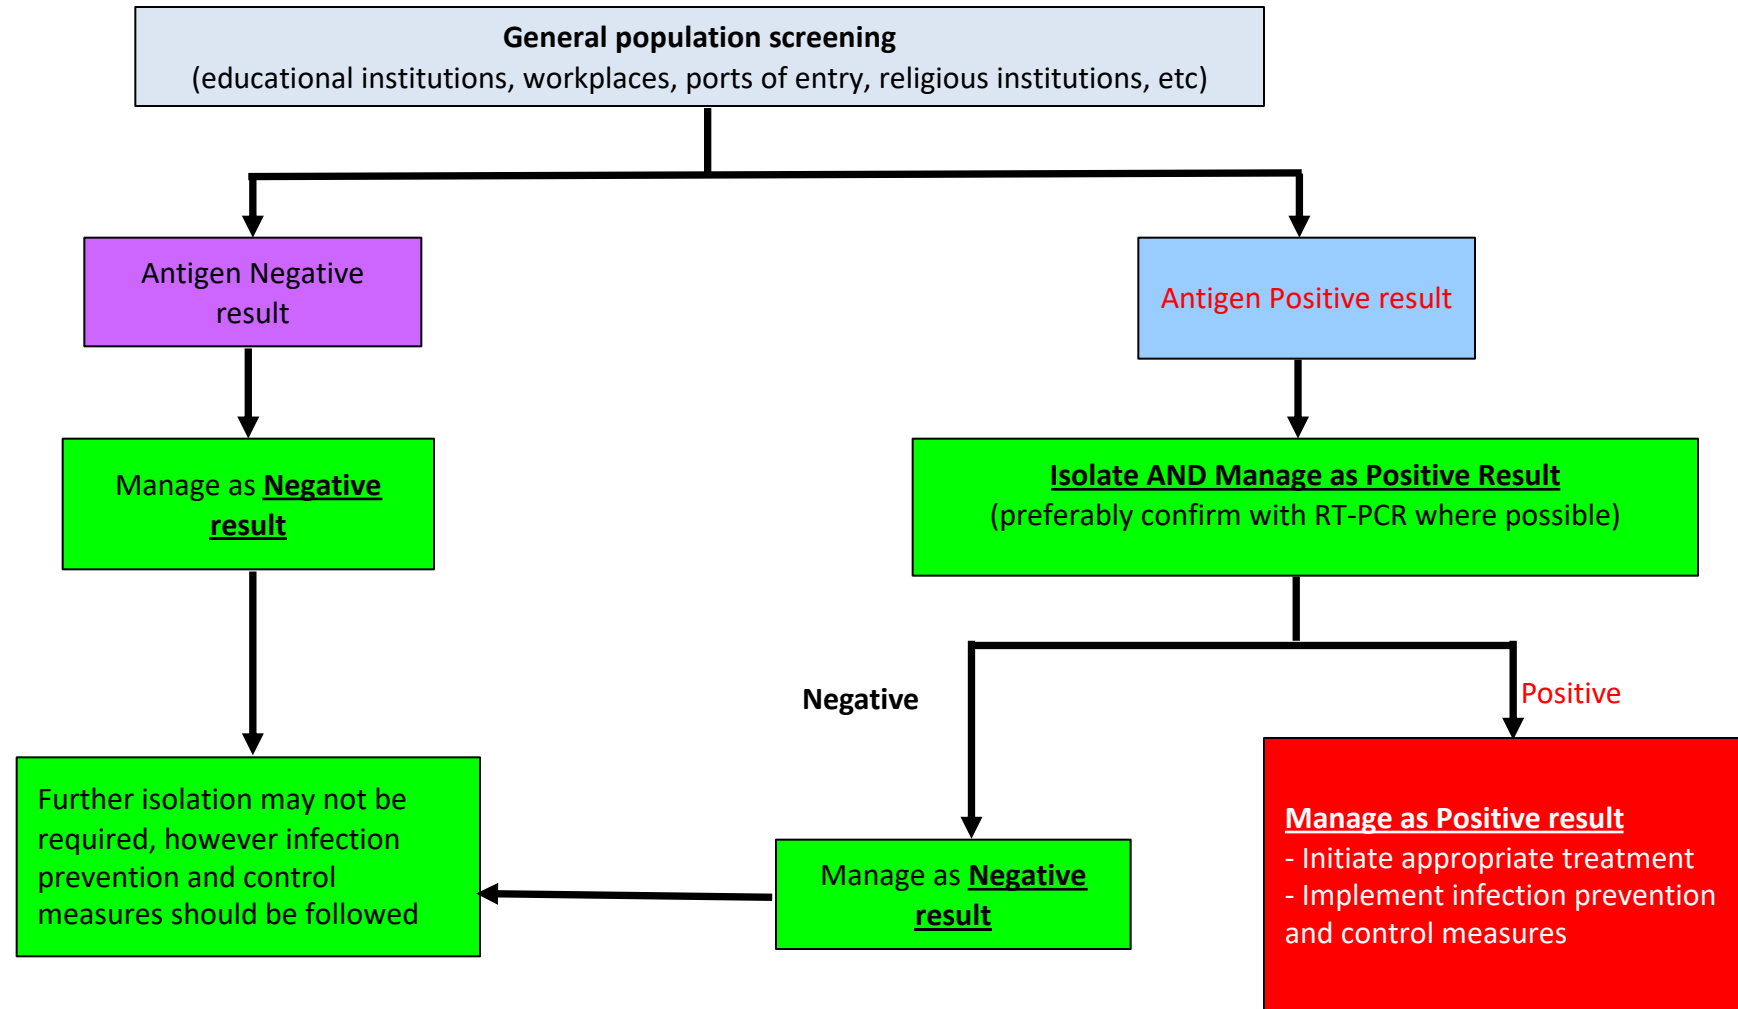 General population screening
(educational institutions, workplaces, ports of entry, religious institutions, etc)
Antigen Negative
result
Antigen Positive result
Manage as Negative
result
Isolate AND Manage as Positive Result
(preferably confirm with RT-PCR where possible)
Negative
Positive
Further isolation may not be
required, however infection
prevention and control
measures should be followed
Manage as Negative
result
Manage as Positive result
- Initiate appropriate treatment
- Implement infection prevention
and control measures